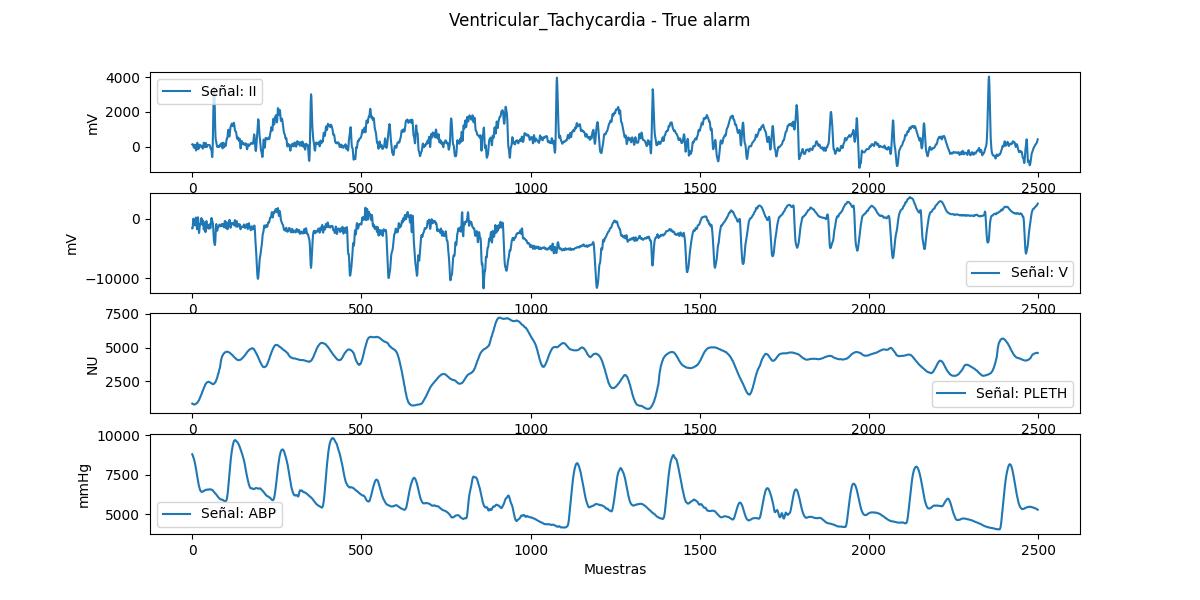 Ventricular_Tachycardia - True alarm
4000
2000
0
mV
Señal: II
0 500 1000 1500 2000 2500
0
−10000
mV
Señal: V
0 500 1000 1500 2000 2500
7500
5000
2500
NU
Señal: PLETH
0 500 1000 1500 2000 2500
10000
7500
5000
mmHg
Señal: ABP
0 500 1000 1500 2000 2500
Muestras